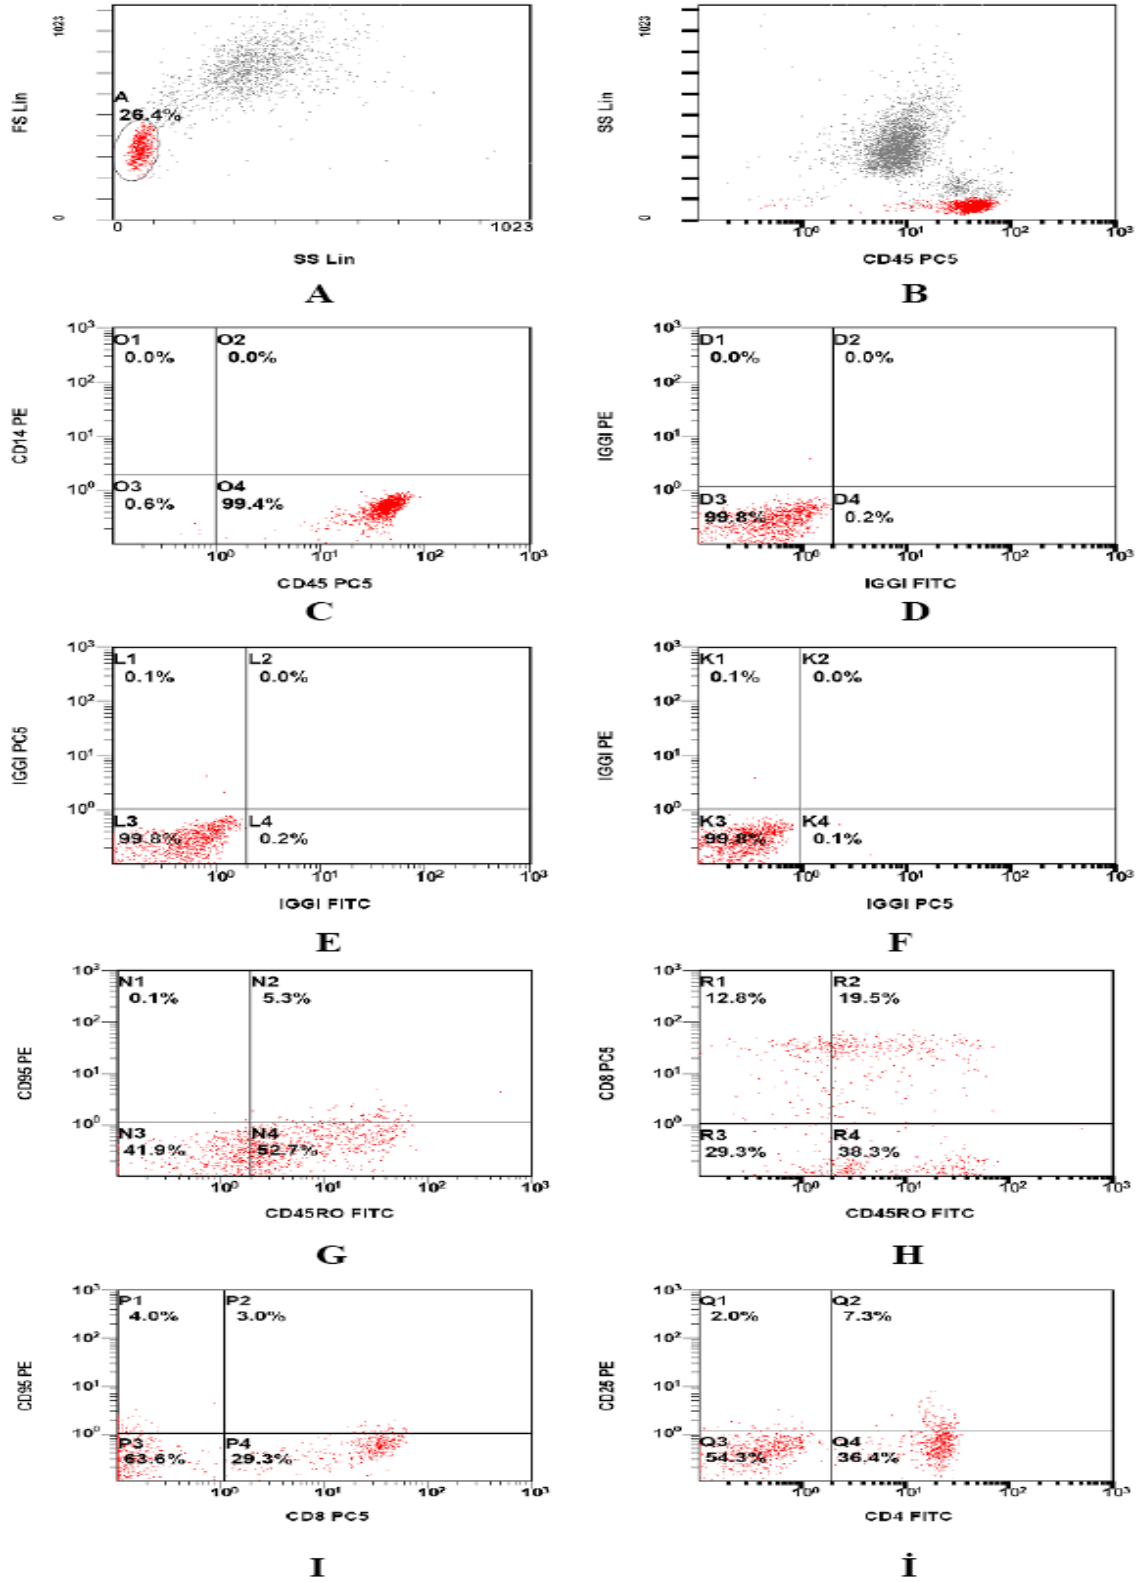 1023
FS Lin
0
A
26.4%
0
1023
SS Lin
A
1023
SS Lin
0
10⁰
10¹
10²
10³
CD45 PC5
B
10³
10²
10¹
10⁰
CD14 PE
O1
0.0%
O2
0.0%
O3
0.6%
O4
99.4%
10⁰
10¹
10²
10³
CD45 PC5
C
10³
10²
10¹
10⁰
IGGI PE
D1
0.0%
D2
0.0%
D3
99.8%
D4
0.2%
10⁰
10¹
10²
10³
IGGI FITC
D
10³
10²
10¹
10⁰
IGGI PC5
L1
0.1%
L2
0.0%
L3
99.8%
L4
0.2%
10⁰
10¹
10²
10³
IGGI FITC
E
10³
10²
10¹
10⁰
IGGI PE
K1
0.1%
K2
0.0%
K3
99.8%
K4
0.1%
10⁰
10¹
10²
10³
IGGI PC5
F
10³
10²
10¹
10⁰
CD95 PE
N1
0.1%
N2
5.3%
N3
41.9%
N4
52.7%
10⁰
10¹
10²
10³
CD45RO FITC
G
10³
10²
10¹
10⁰
CD8 PC5
R1
12.8%
R2
19.5%
R3
29.3%
R4
38.3%
10⁰
10¹
10²
10³
CD45RO FITC
H
10³
10²
10¹
10⁰
CD95 PE
P1
4.0%
P2
3.0%
P3
63.6%
P4
29.3%
10⁰
10¹
10²
10³
CD8 PC5
I
10³
10²
10¹
10⁰
CD25 PE
Q1
2.0%
Q2
7.3%
Q3
54.3%
Q4
36.4%
10⁰
10¹
10²
10³
CD4 FITC
İ